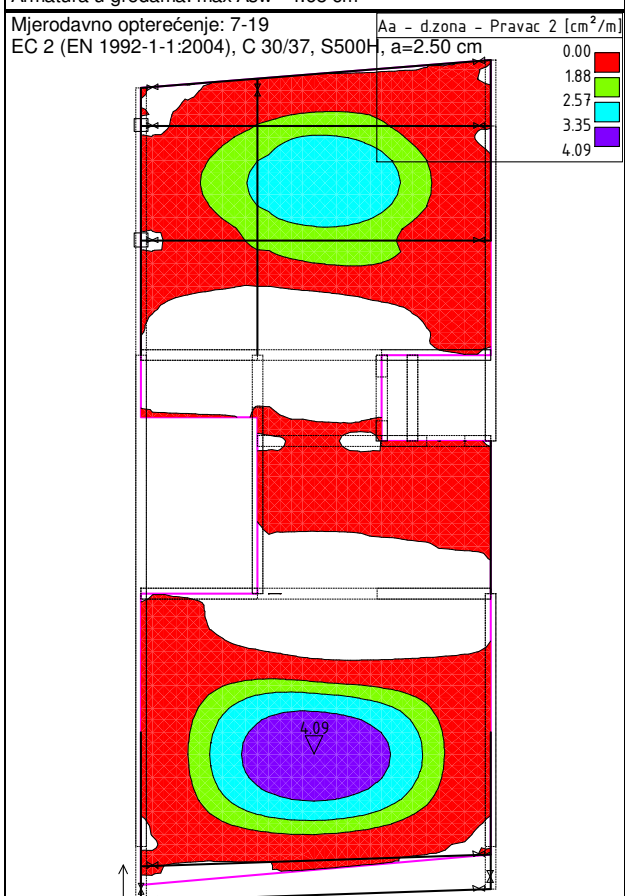 Mjerodavno opterećenje: 7-19
EC 2 (EN 1992-1-1:2004), C 30/37, S500H, a=2.50 cm
Aa - d.zona - Pravac 2 [cm²/m]
0.00
1.88
2.57
3.35
4.09
4.09